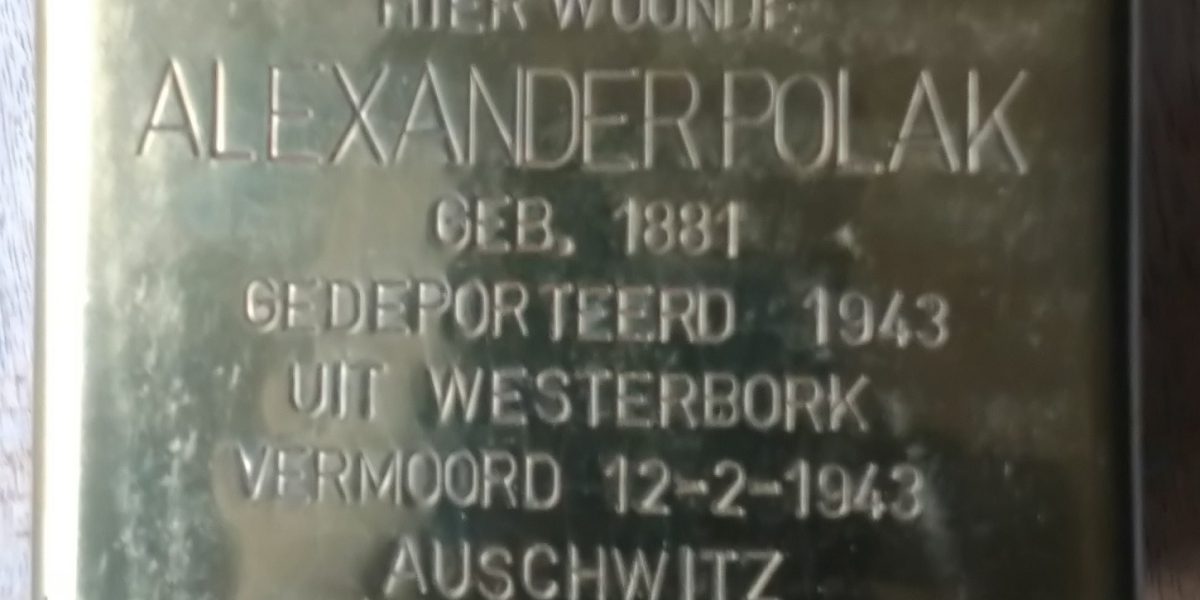 HIER WOONDE
ALEXANDER POLAK
GEB. 1881
GEDEPORTEERD 1943
UIT WESTERBORK
VERMOORD 12-2-1943
AUSCHWITZ